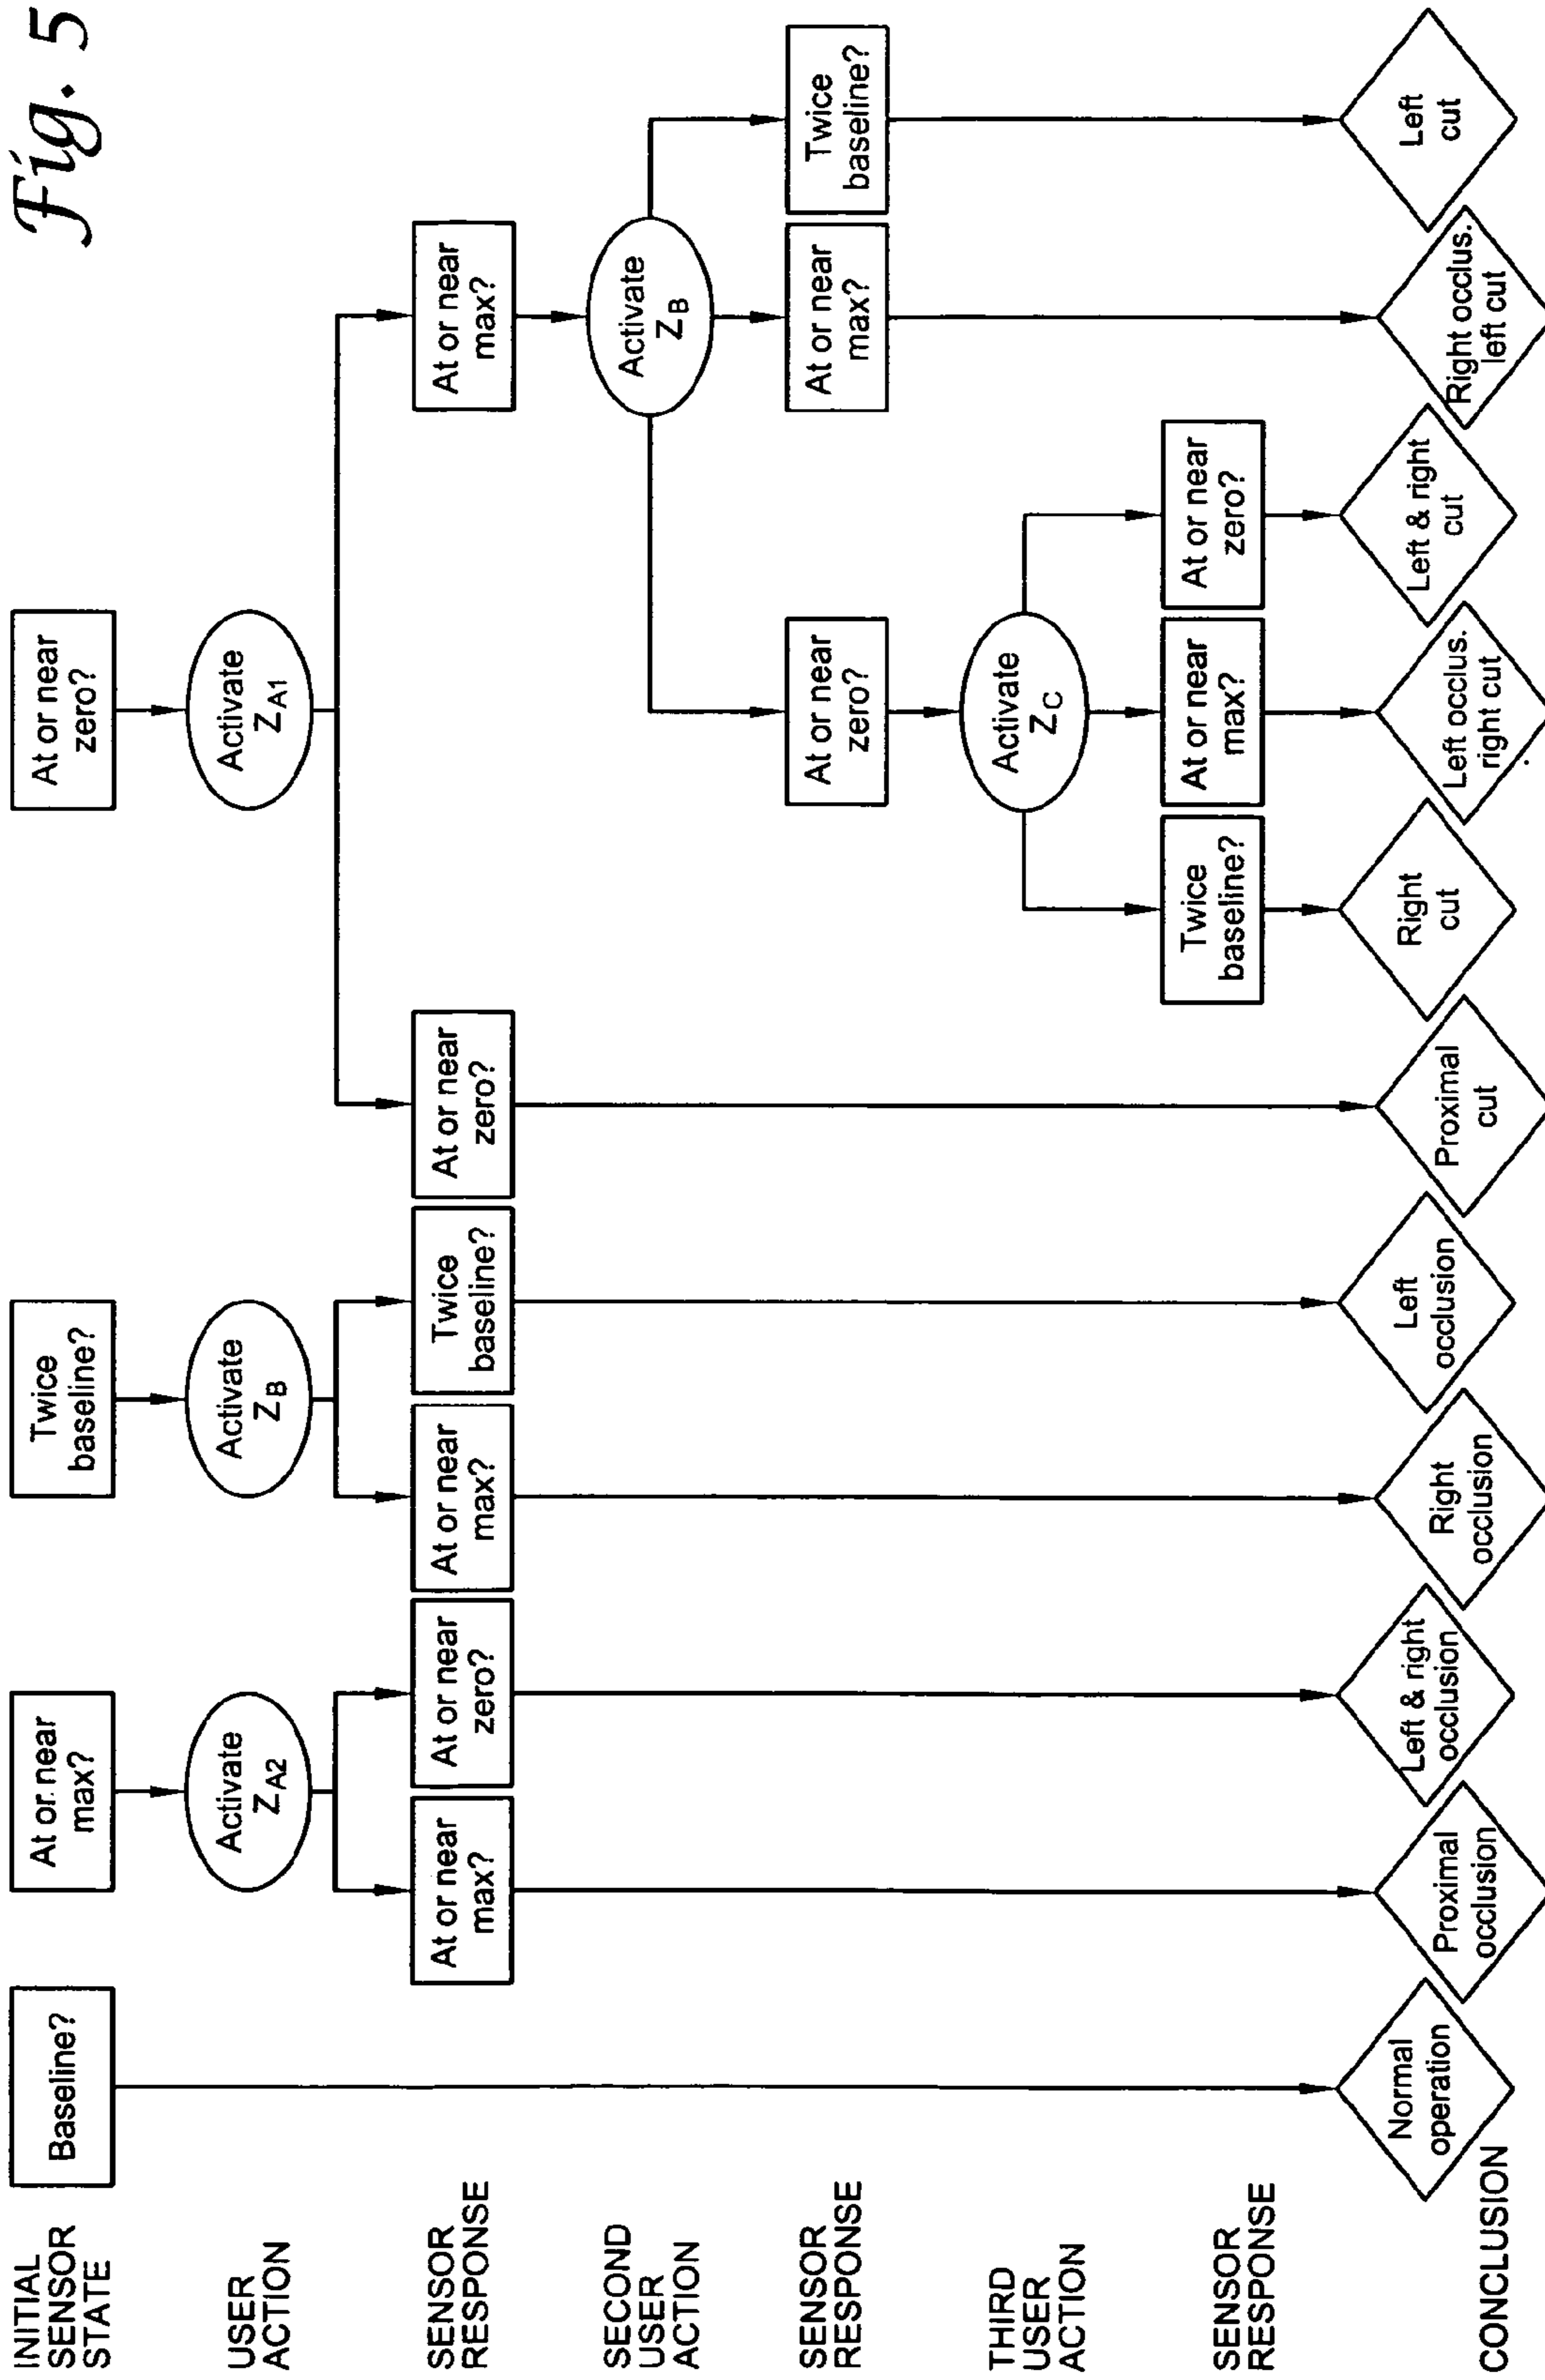 Fig. 5
INITIAL
SENSOR
STATE
Baseline?
At or near
max?
Twice
baseline?
At or near
zero?
USER
ACTION
Activate
ZA2
Activate
ZB
Activate
ZA1
SENSOR
RESPONSE
At or near
max?
At or near
zero?
At or near
max?
Twice
baseline?
At or near
zero?
At or near
max?
SECOND
USER
ACTION
Activate
ZB
SENSOR
RESPONSE
At or near
zero?
At or near
max?
Twice
baseline?
THIRD
USER
ACTION
Activate
ZC
SENSOR
RESPONSE
Twice
baseline?
At or near
max?
At or near
zero?
CONCLUSION
Normal
operation
Proximal
occlusion
Left & right
occlusion
Right
occlusion
Left
occlusion
Proximal
cut
Right
cut
Left occlus.
right cut
Left & right
cut
Right occlus.
left cut
Left
cut